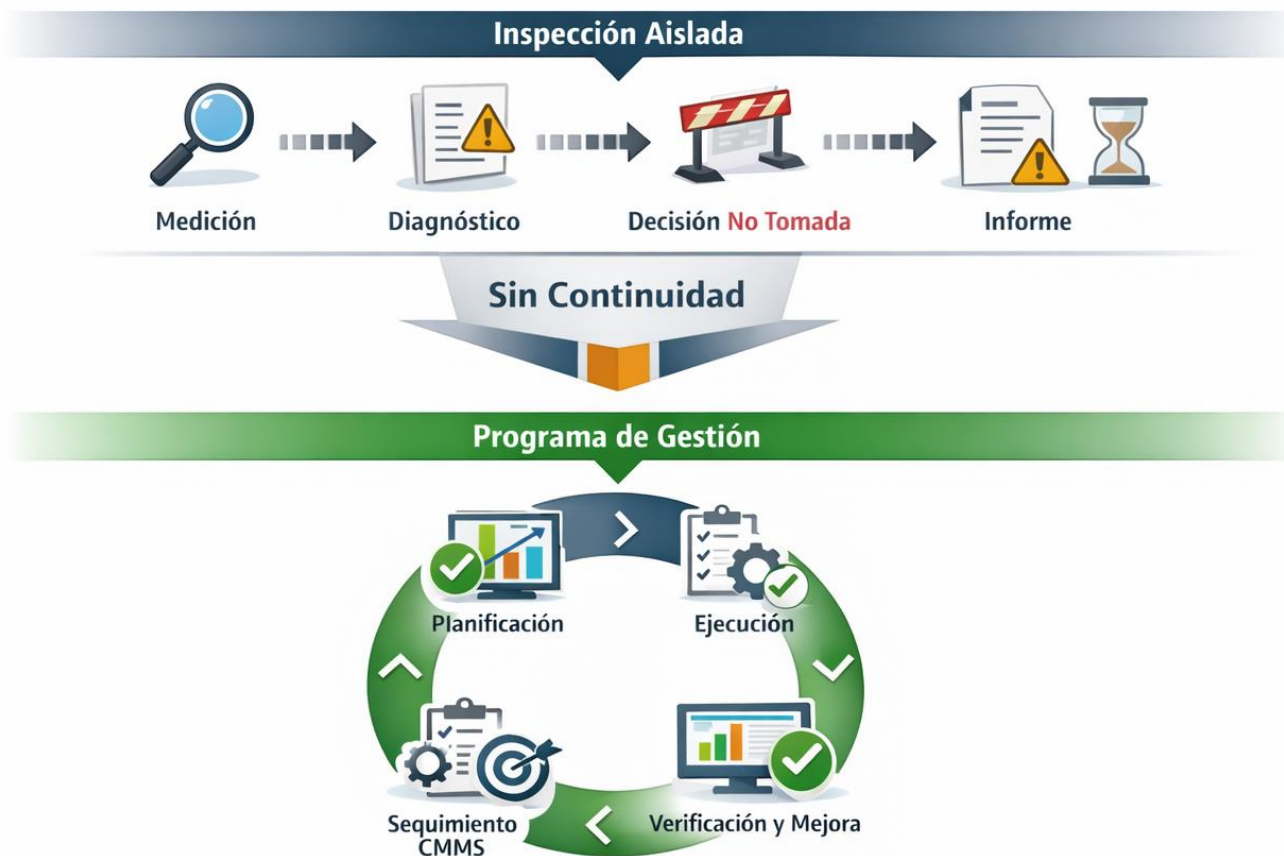 Inspección Aislada
Medición
Diagnóstico
Decisión No Tomada
Informe
Sin Continuidad
Programa de Gestión
Planificación
Ejecución
Sequimiento
CMMS
Verificación y Mejora